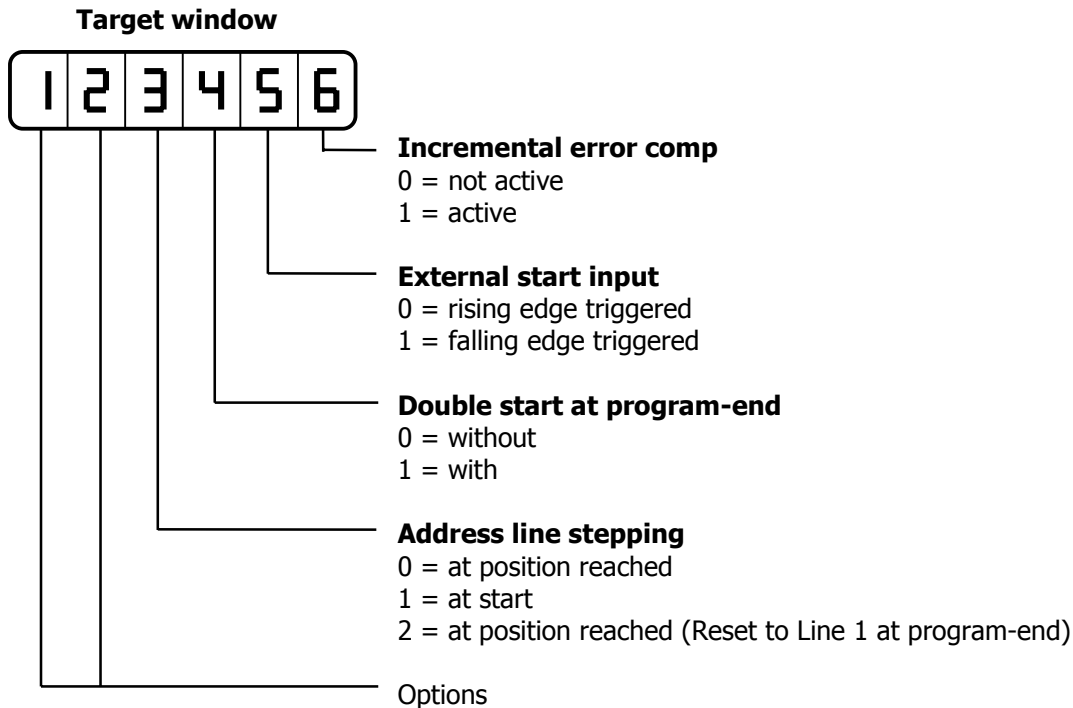 Target window
1 2 3 4 5 6
Incremental error comp
0 = not active
1 = active
External start input
0 = rising edge triggered
1 = falling edge triggered
Double start at program-end
0 = without
1 = with
Address line stepping
0 = at position reached
1 = at start
2 = at position reached (Reset to Line 1 at program-end)
Options